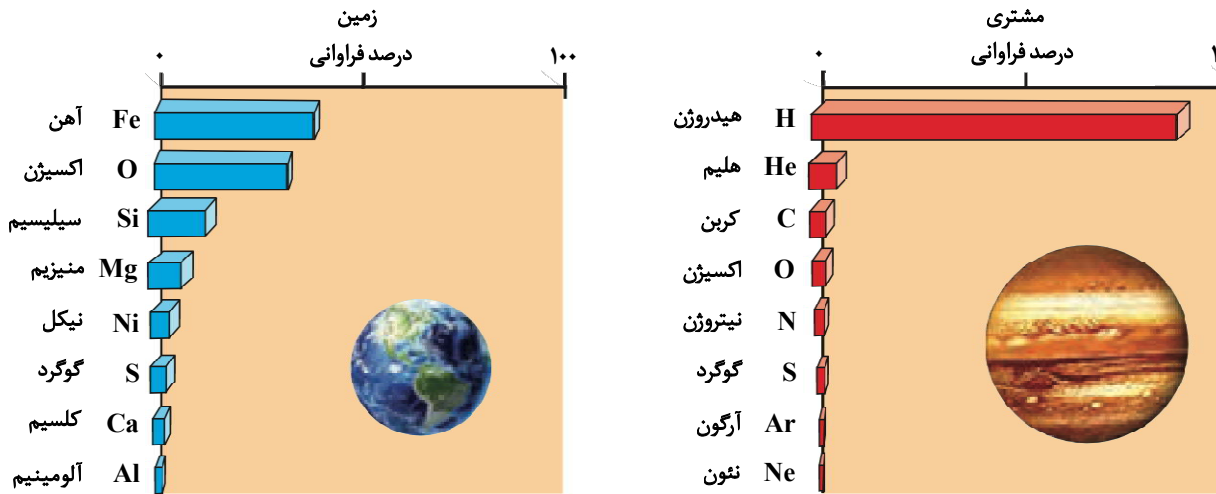 زمین
درصد فراوانی
۰ ۱۰۰
آهن Fe
اکسیژن O
سیلیسیم Si
منیزیم Mg
نیکل Ni
گوگرد S
کلسیم Ca
آلومینیم Al
مشتری
درصد فراوانی
۰
هیدروژن H
هلیم He
کربن C
اکسیژن O
نیتروژن N
گوگرد S
آرگون Ar
نئون Ne